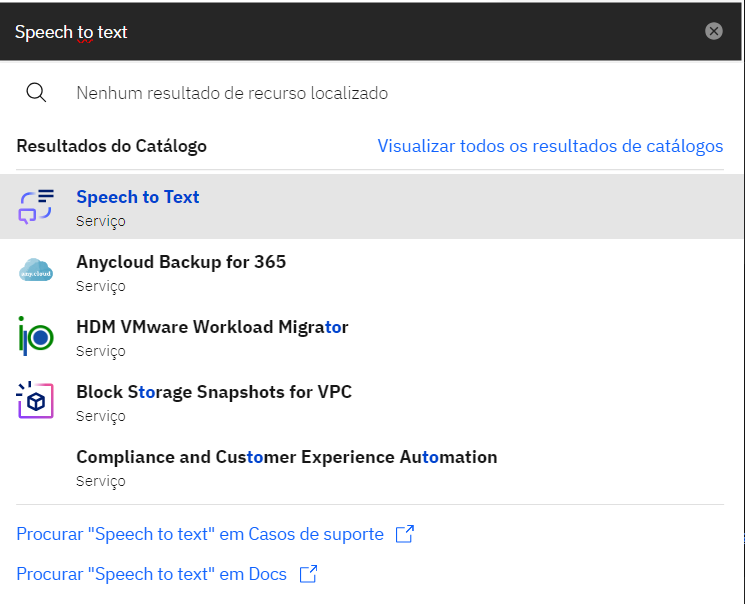 Speech to text
Nenhum resultado de recurso localizado
Resultados do Catálogo
Visualizar todos os resultados de catálogos
Speech to Text
Serviço
any.cloud
Anycloud Backup for 365
Serviço
HDM VMware Workload Migrator
Serviço
Block Storage Snapshots for VPC
Serviço
Compliance and Customer Experience Automation
Serviço
Procurar "Speech to text" em Casos de suporte
Procurar "Speech to text" em Docs